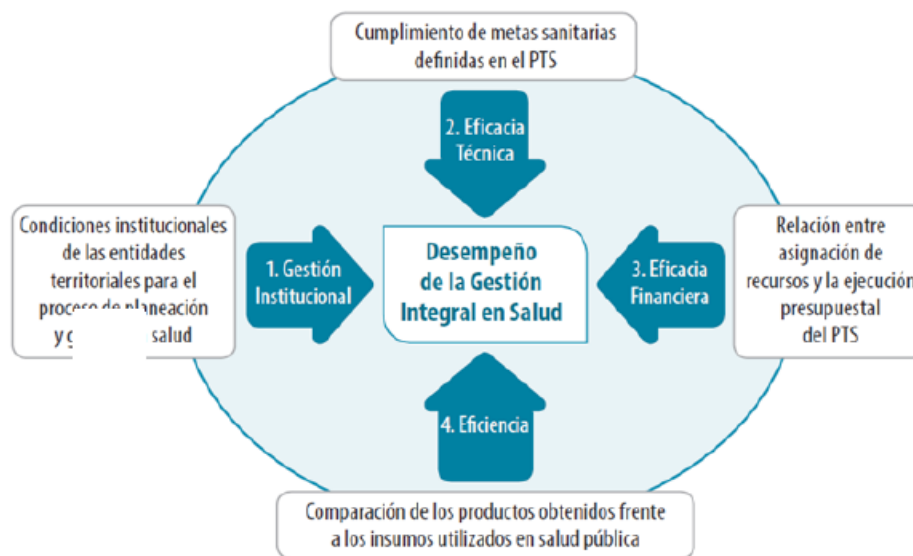 Cumplimiento de metas sanitarias
definidas en el PTS
2. Eficacia
Técnica
Condiciones institucionales
de las entidades
territoriales para el
proceso de planeación
y g salud
1. Gestión
Institucional
Desempeño
de la Gestión
Integral en Salud
3. Eficacia
Financiera
Relación entre
asignación de
recursos y la ejecución
presupuestal
del PTS
4. Eficiencia
Comparación de los productos obtenidos frente
a los insumos utilizados en salud pública